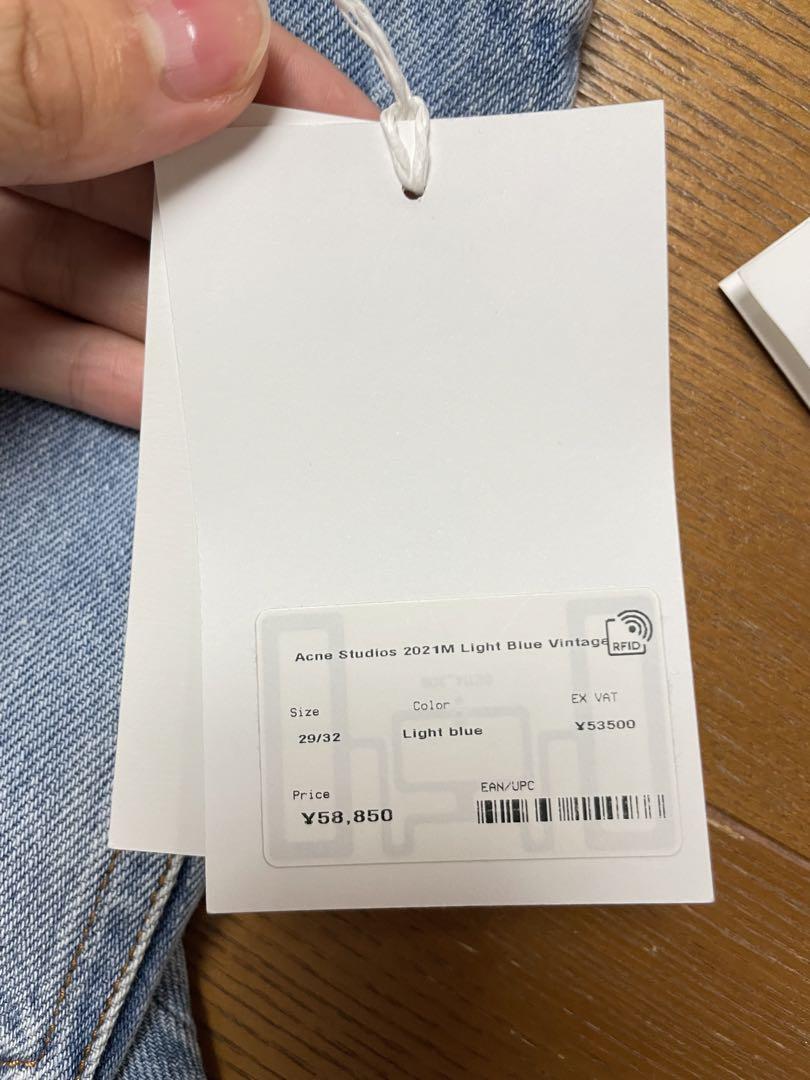 Acne Studios 2021M Light Blue Vintage
RFID
Size
Color
EX VAT
29/32
Light blue
¥53500
Price
EAN/UPC
¥58,850